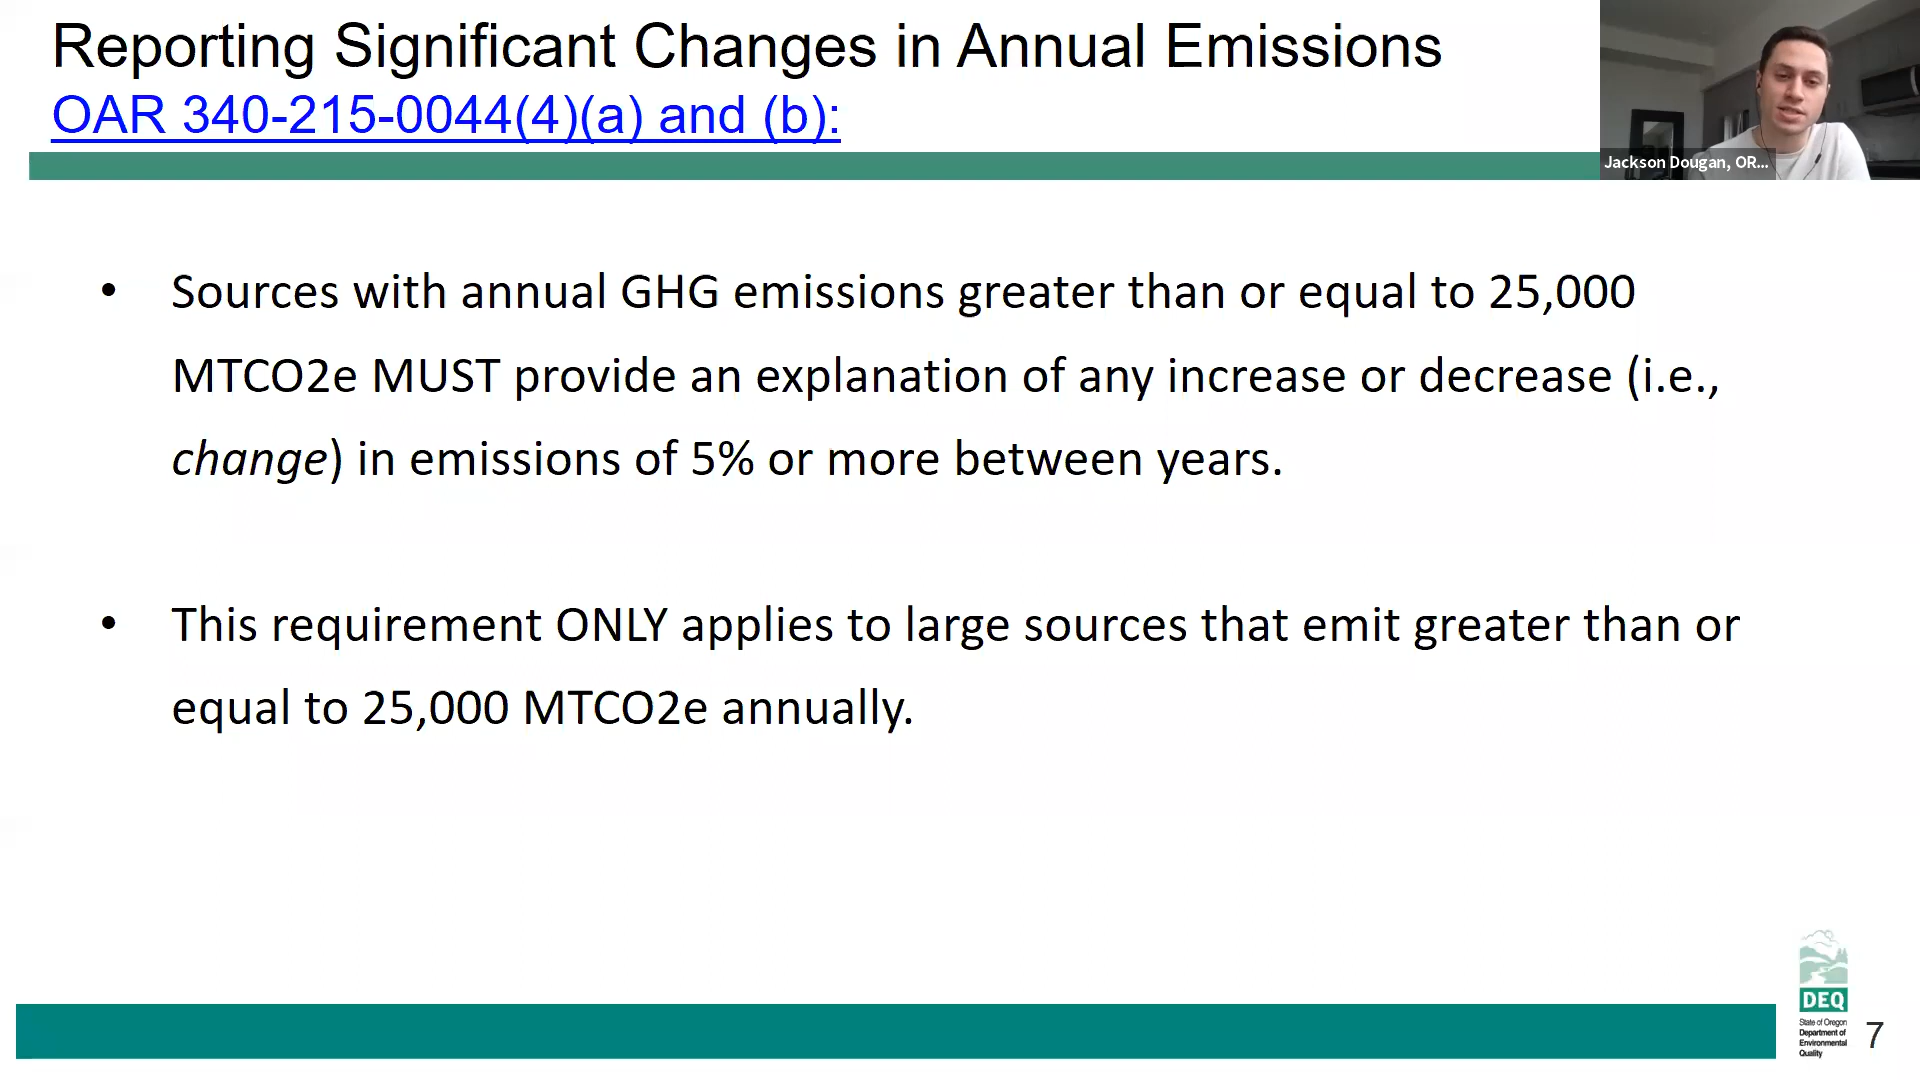 Reporting Significant Changes in Annual Emissions
OAR 340-215-0044(4)(a) and (b):
Jackson Dougan, OR...
• Sources with annual GHG emissions greater than or equal to 25,000
MTCO2e MUST provide an explanation of any increase or decrease (i.e.,
change) in emissions of 5% or more between years.
• This requirement ONLY applies to large sources that emit greater than or
equal to 25,000 MTCO2e annually.
DEQ
State of Oregon
Department of
Environmental
Quality
7